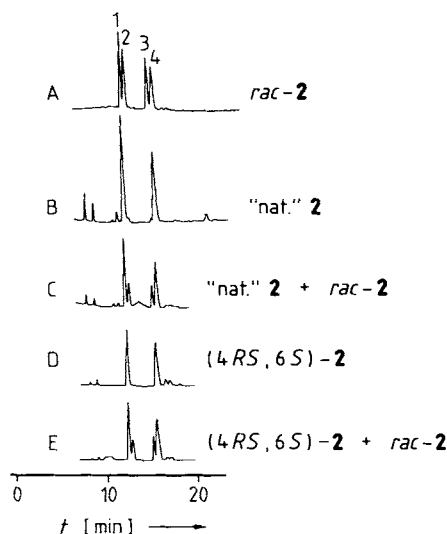 1
2 3
4
A rac-2
B "nat." 2
C "nat." 2 + rac-2
D (4RS, 6S)-2
E (4RS, 6S)-2 + rac-2
0 10 20
t [min]